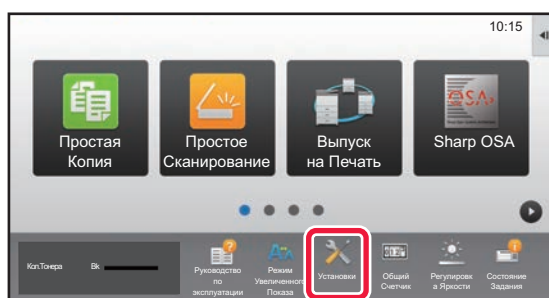 10:15
Простая
Копия
Простое
Сканирование
Выпуск
на Печать
OSA
Sharp OSA
Кол.Тонера Bk
Руководство
по
эксплуатации
Режим
Увеличенного
Показа
Установки
Общий
Счетчик
Регулировк
а Яркости
Состояние
Задания